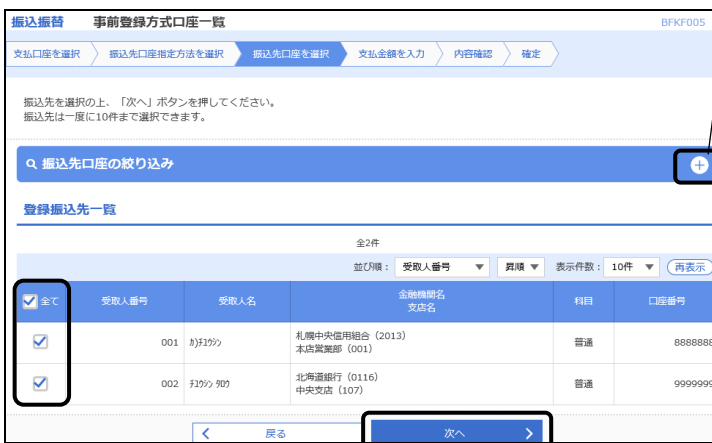 振込振替 事前登録方式口座一覧 BFKF005
支払口座を選択 振込先口座指定方法を選択 振込先口座を選択 支払金額を入力 内容確認 確定
振込先を選択の上、「次へ」ボタンを押してください。
振込先は一度に10件まで選択できます。
振込先口座の絞り込み
登録振込先一覧
全2件
並び順： 受取人番号 ▼ 昇順 ▼ 表示件数： 10件 ▼ 再表示
全て 受取人番号 受取人名 金融機関名 科目 口座番号
支店名
001 ｶ)ﾁﾕｳｼﾝ 札幌中央信用組合（2013） 普通 8888888
本店営業部（001）
002 ﾁﾕｳｼﾝ ﾀﾛｳ 北海道銀行（0116） 普通 9999999
中央支店（107）
戻る 次へ